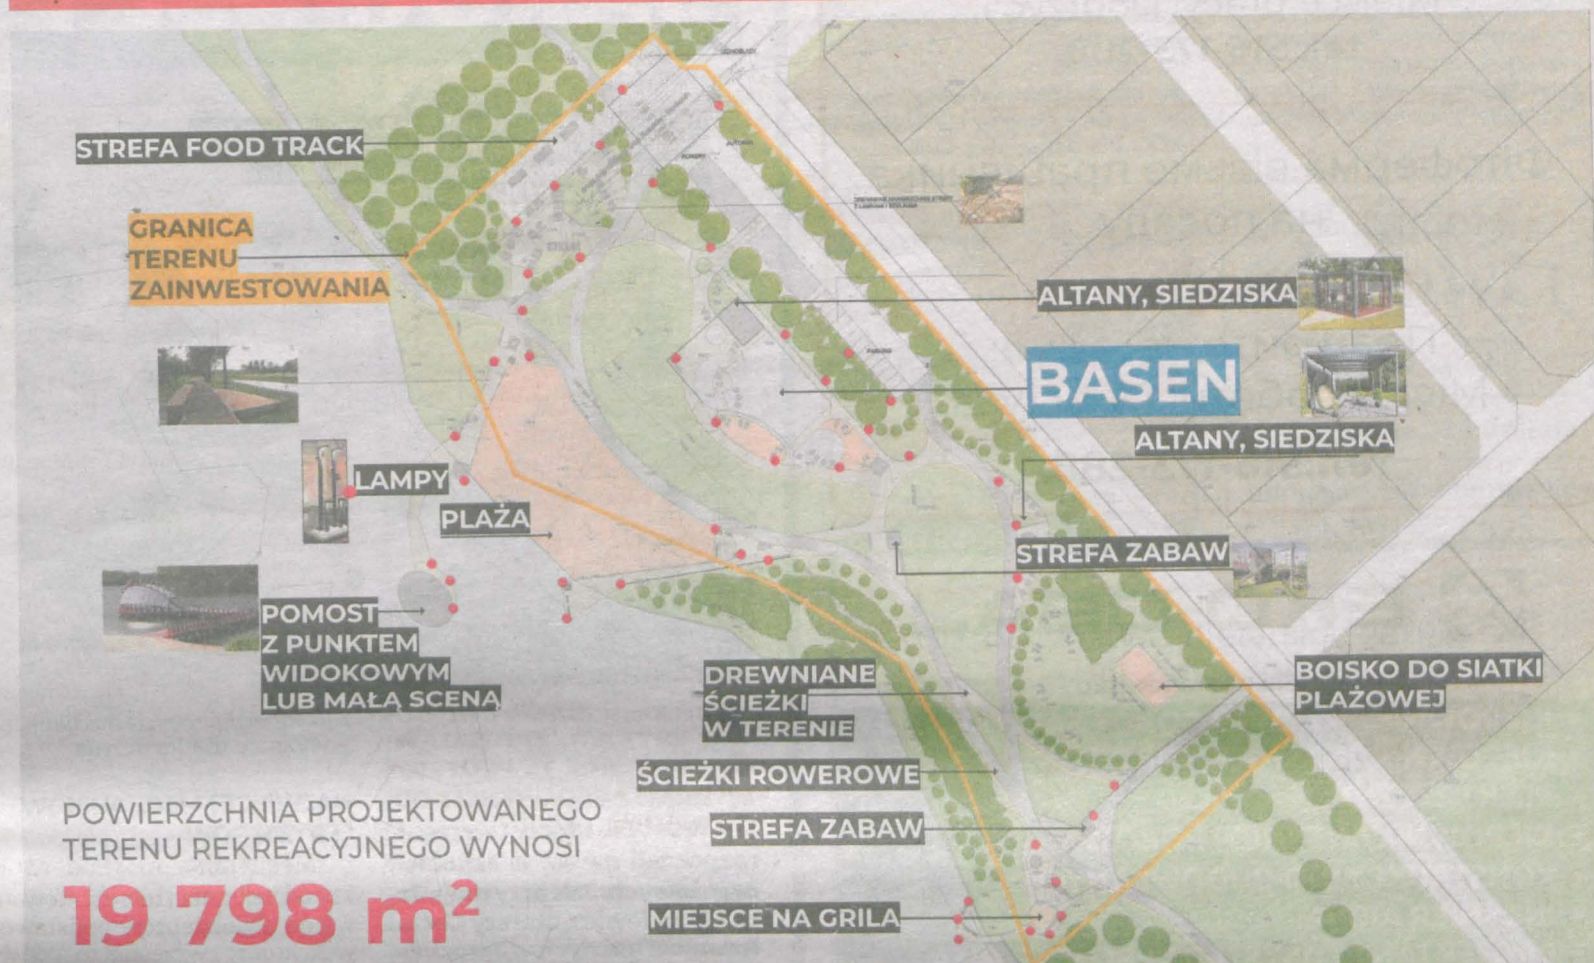 STREFA FOOD TRACK
GRANICA
TERENU
ZAINWESTOWANIA
ALTANY, SIEDZISKA
BASEN
ALTANY, SIEDZISKA
LAMPY
PLAŻA
STREFA ZABAW
POMOST
Z PUNKTEM
WIDOKOWYM
LUB MAŁĄ SCENĄ
DREWNIANE
ŚCIEŻKI
W TERENIE
BOISKO DO SIATKI
PLAŻOWEJ
ŚCIEŻKI ROWEROWE
STREFA ZABAW
MIEJSCE NA GRILA
POWIERZCHNIA PROJEKTOWANEGO
TERENU REKREACYJNEGO WYNOSI
19 798 m²